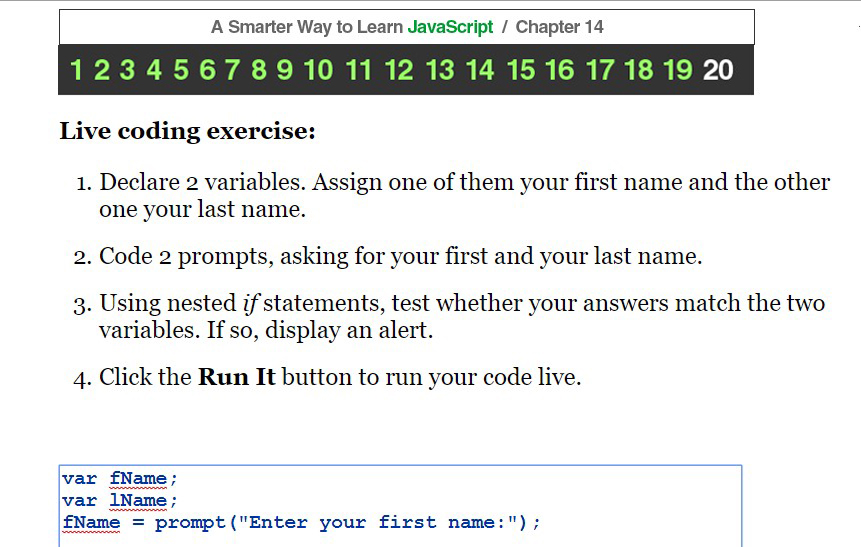 A Smarter Way to Learn JavaScript / Chapter 14
1 2 3 4 5 6 7 8 9 10 11 12 13 14 15 16 17 18 19 20
Live coding exercise:
1. Declare 2 variables. Assign one of them your first name and the other
one your last name.
2. Code 2 prompts, asking for your first and your last name.
3. Using nested if statements, test whether your answers match the two
variables. If so, display an alert.
4. Click the Run It button to run your code live.
var fName;
var lName;
fName = prompt("Enter your first name:");